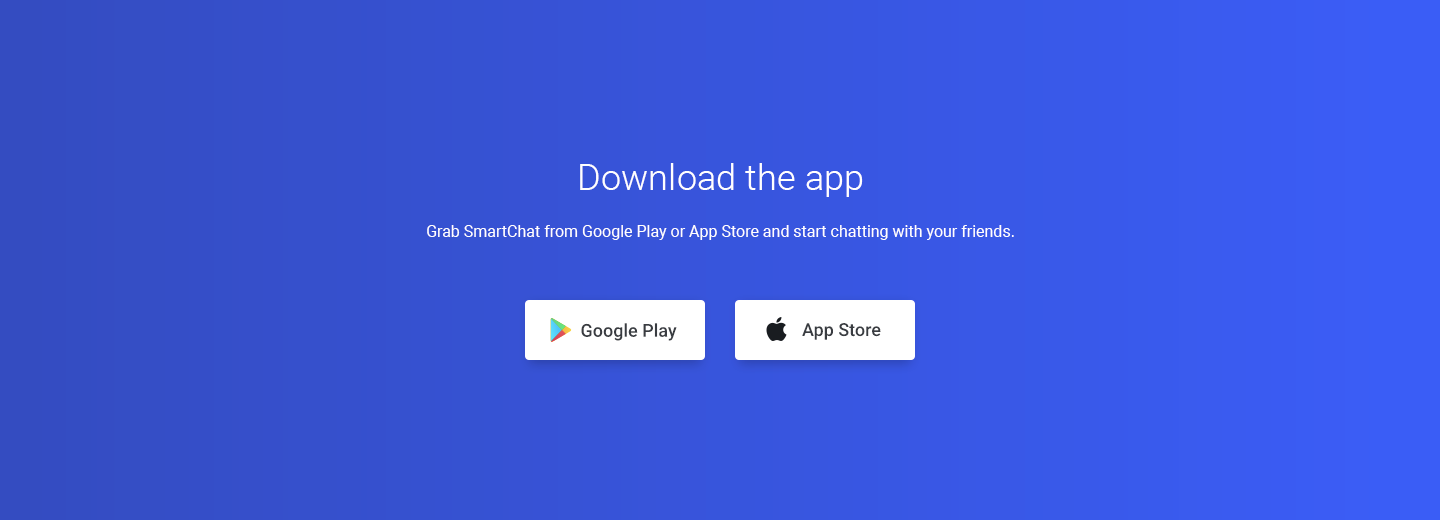 Download the app
Grab SmartChat from Google Play or App Store and start chatting with your friends.
Google Play
App Store